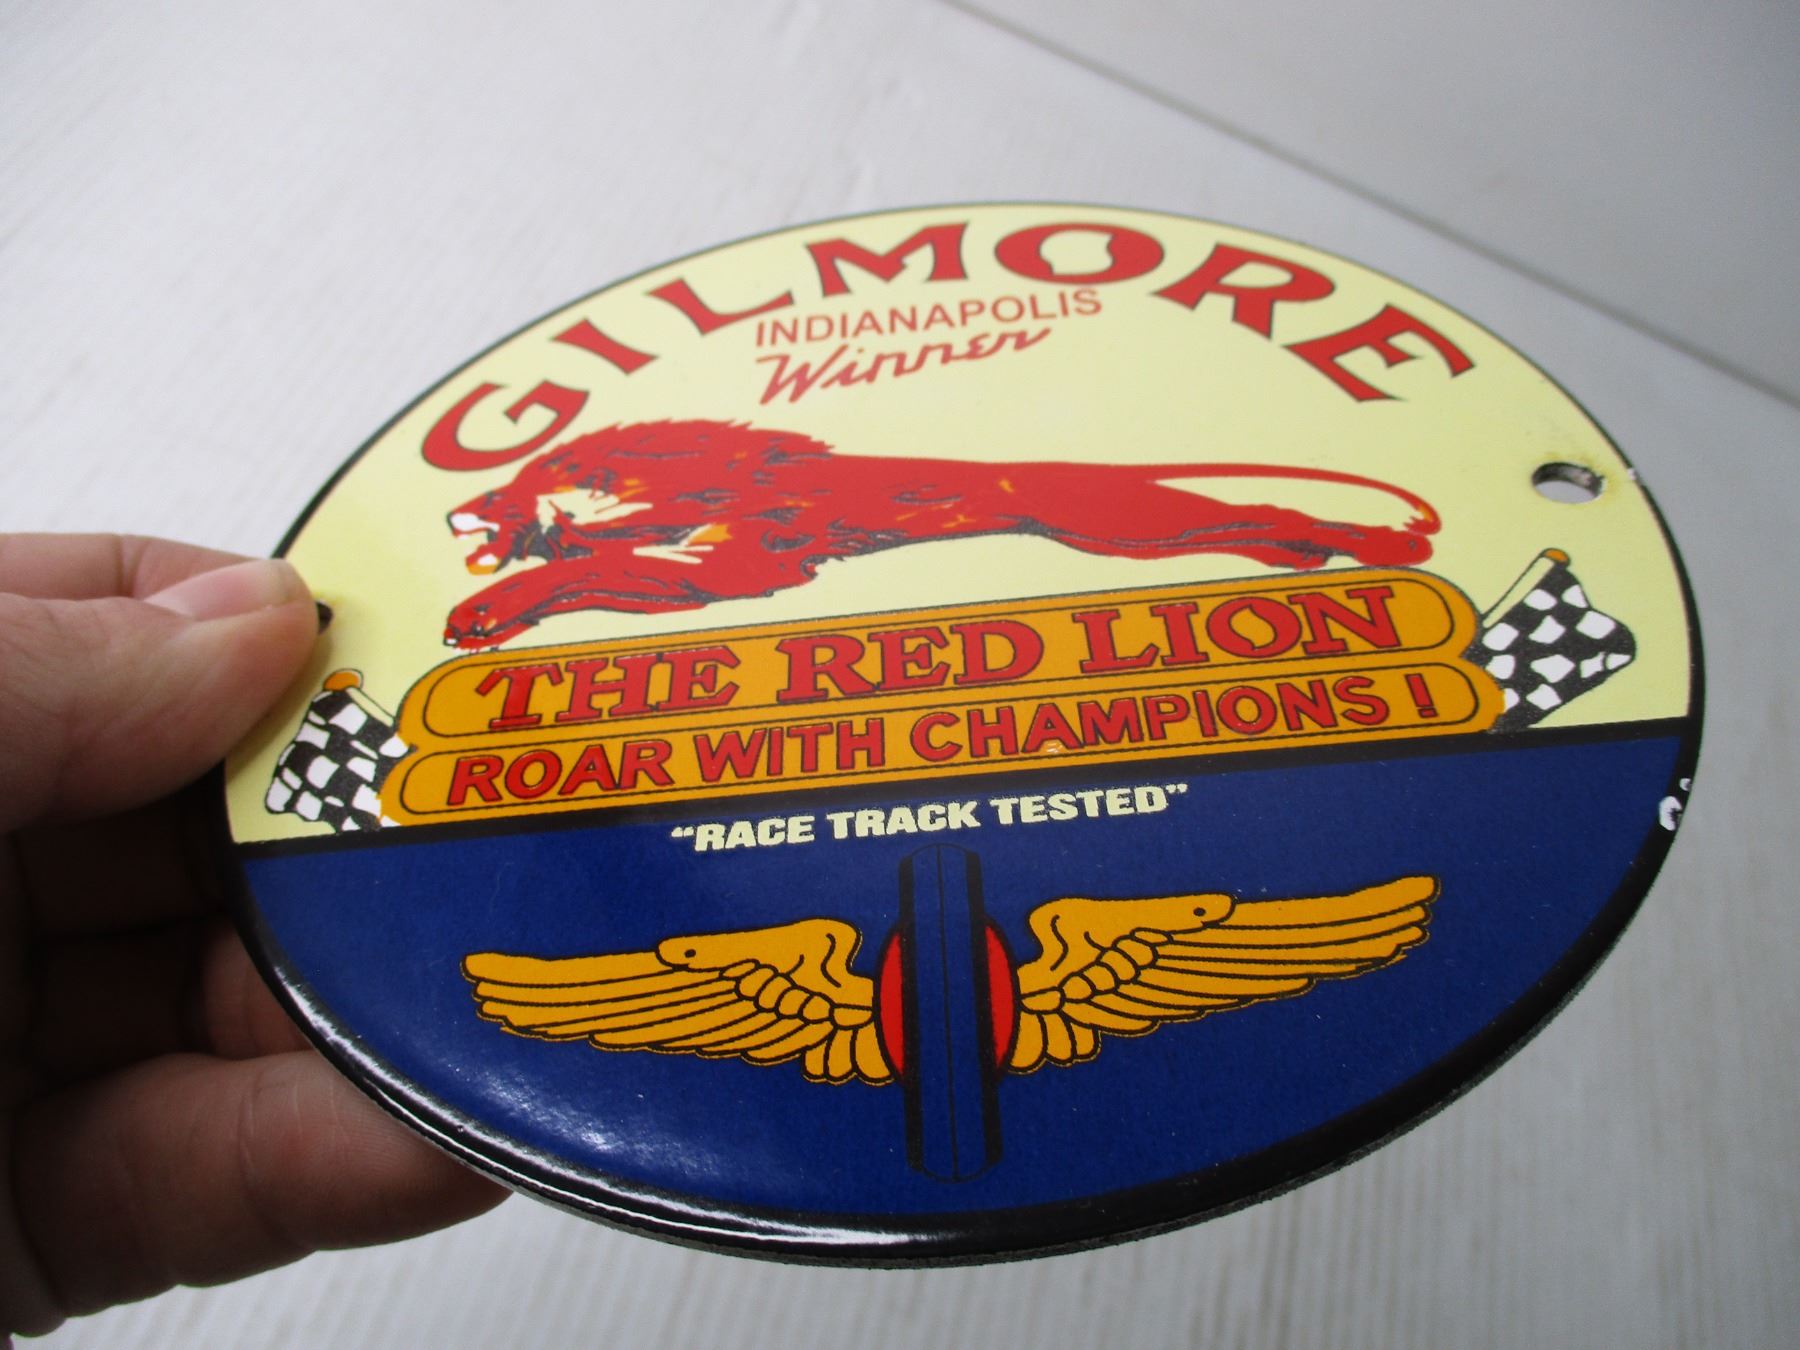 GILMORE
INDIANAPOLIS
Winner
THE RED LION
ROAR WITH CHAMPIONS!
"RACE TRACK TESTED"